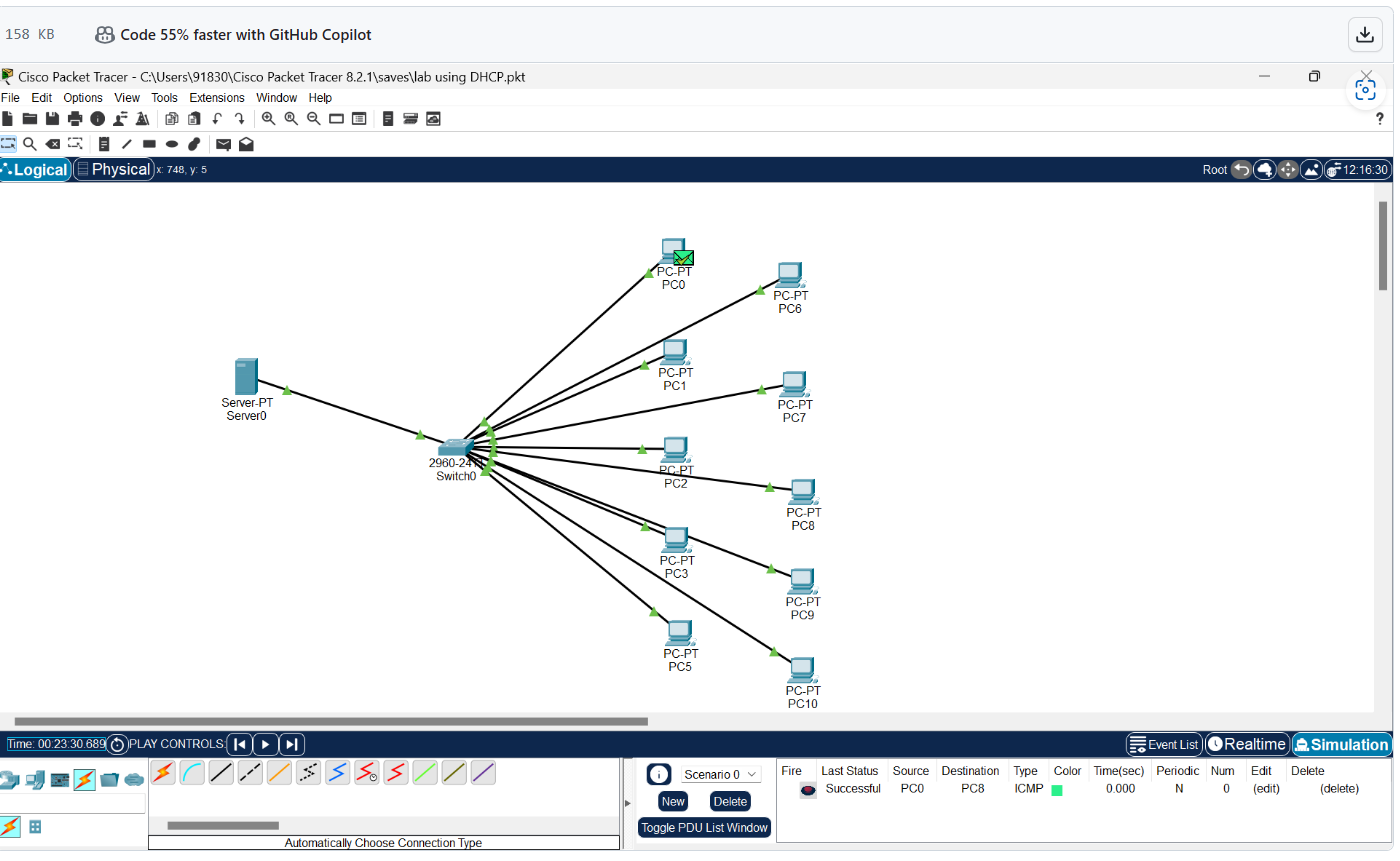 158 KB Code 55% faster with GitHub Copilot
Cisco Packet Tracer - C:\Users\91830\Cisco Packet Tracer 8.2.1\saves\lab using DHCP.pkt
File Edit Options View Tools Extensions Window Help
?
Logical Physical x: 748, y: 5 Root 12:16:30
PC-PT
PC0
PC-PT
PC6
PC-PT
PC1
Server-PT
Server0
PC-PT
PC7
2960-24
Switch0
PC-PT
PC2
PC-PT
PC8
PC-PT
PC3
PC-PT
PC9
PC-PT
PC5
PC-PT
PC10
Time: 00:23:30.689 PLAY CONTROLS: Event List Realtime Simulation
Scenario 0
New Delete
Toggle PDU List Window
Fire Last Status Source Destination Type Color Time(sec) Periodic Num Edit Delete
Successful PC0 PC8 ICMP 0.000 N 0 (edit) (delete)
Automatically Choose Connection Type